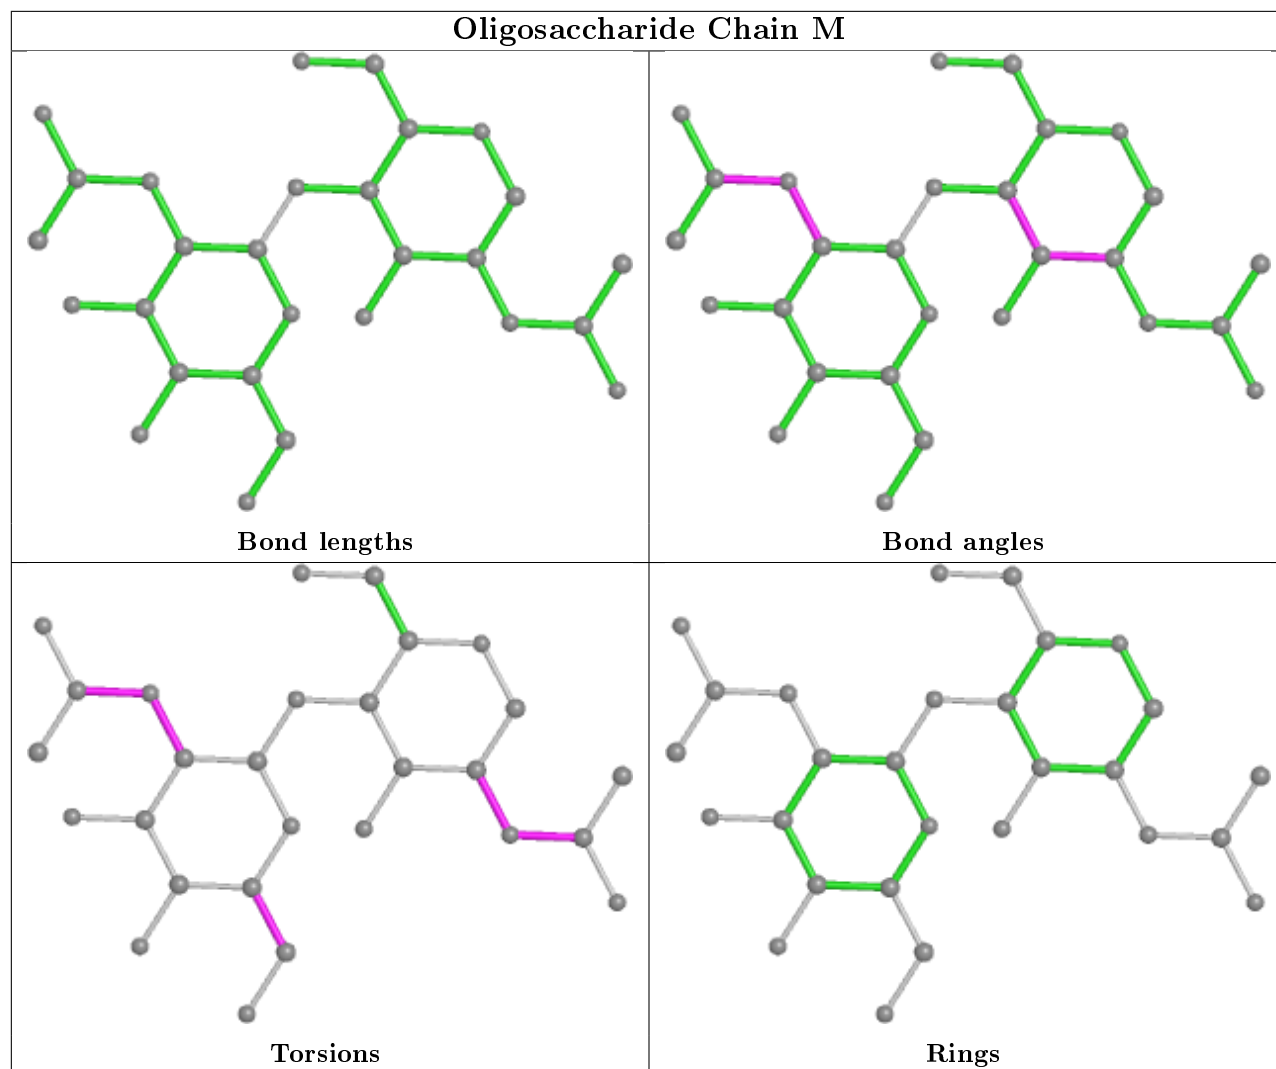 Oligosaccharide Chain M
Bond lengths
Bond angles
Torsions
Rings